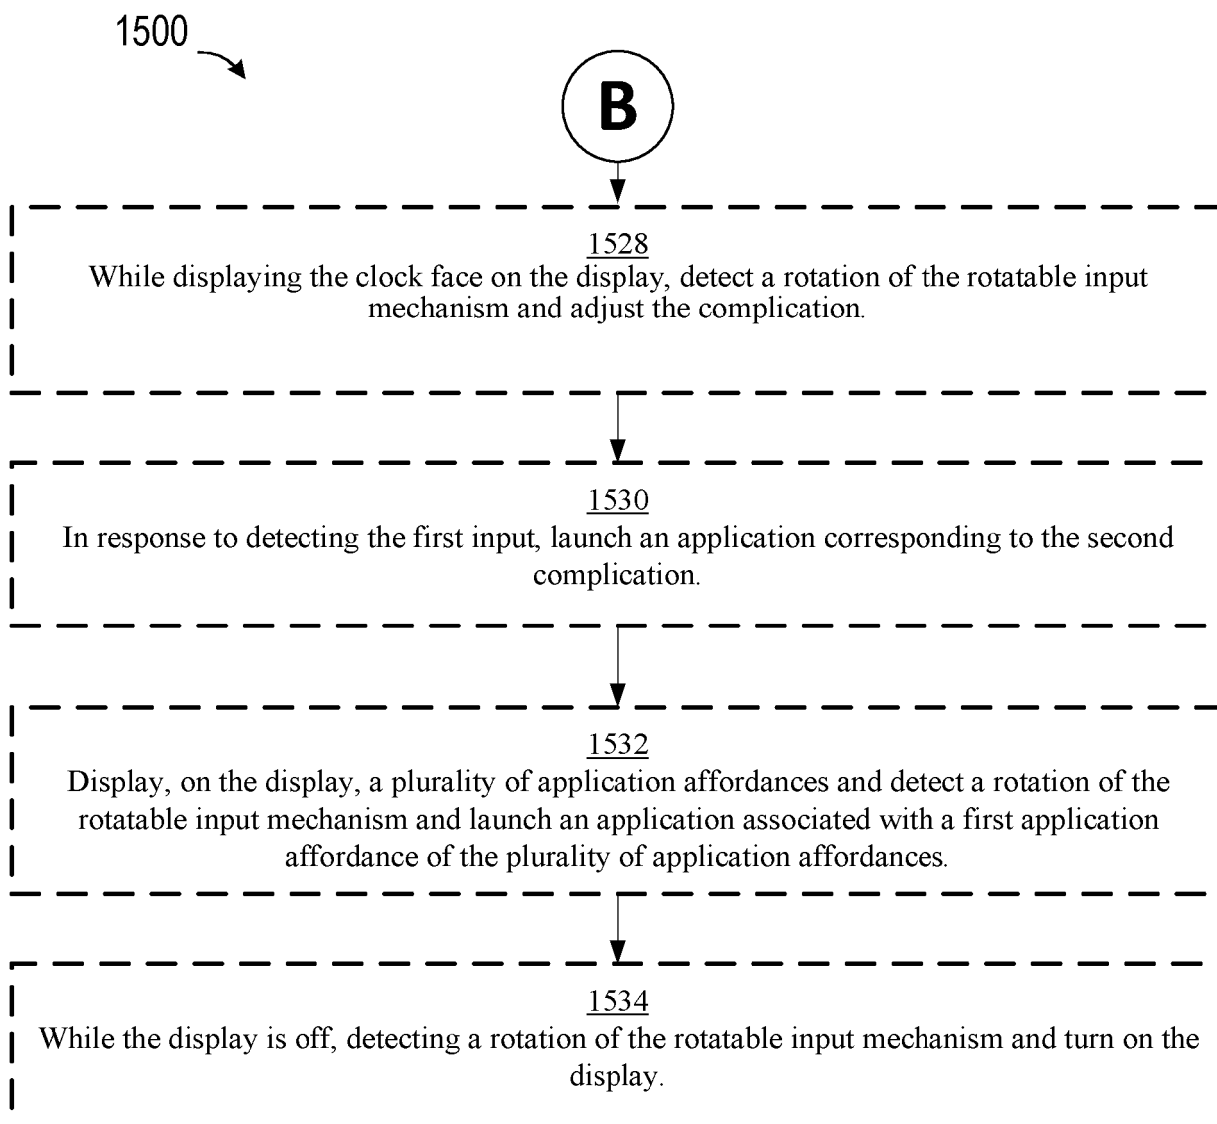 1500
B
1528
While displaying the clock face on the display, detect a rotation of the rotatable input
mechanism and adjust the complication.
1530
In response to detecting the first input, launch an application corresponding to the second
complication.
1532
Display, on the display, a plurality of application affordances and detect a rotation of the
rotatable input mechanism and launch an application associated with a first application
affordance of the plurality of application affordances.
1534
While the display is off, detecting a rotation of the rotatable input mechanism and turn on the
display.